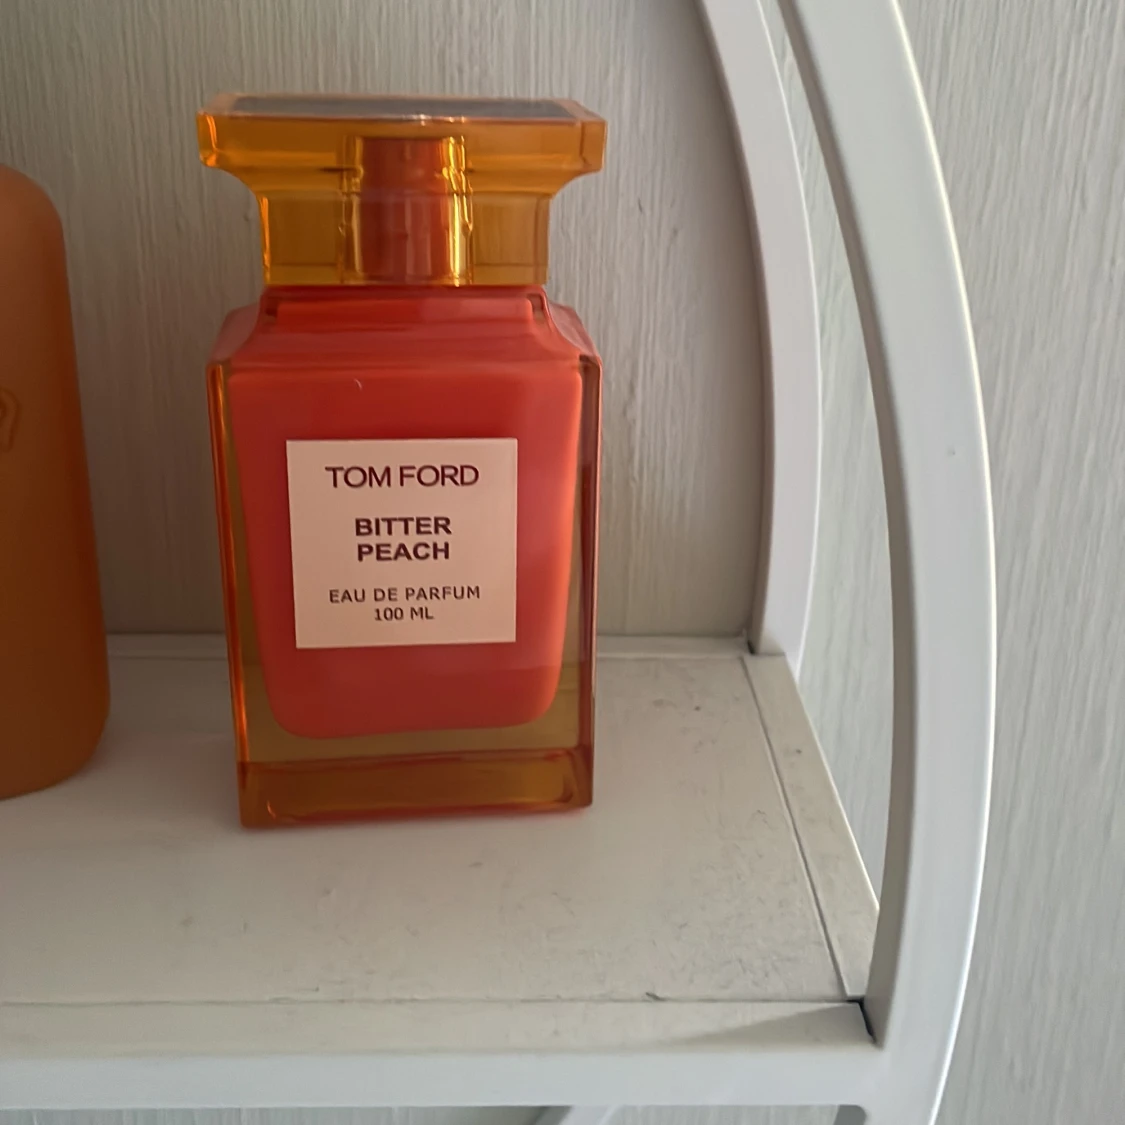 TOM FORD
BITTER
PEACH
EAU DE PARFUM
100 ML